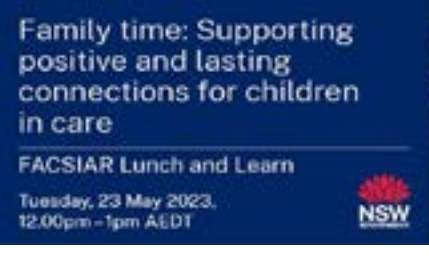 Family time: Supporting
positive and lasting
connections for children
in care
FACSIAR Lunch and Learn
Tuesday, 23 May 2023,
12.00pm–1pm AEDT
NSW